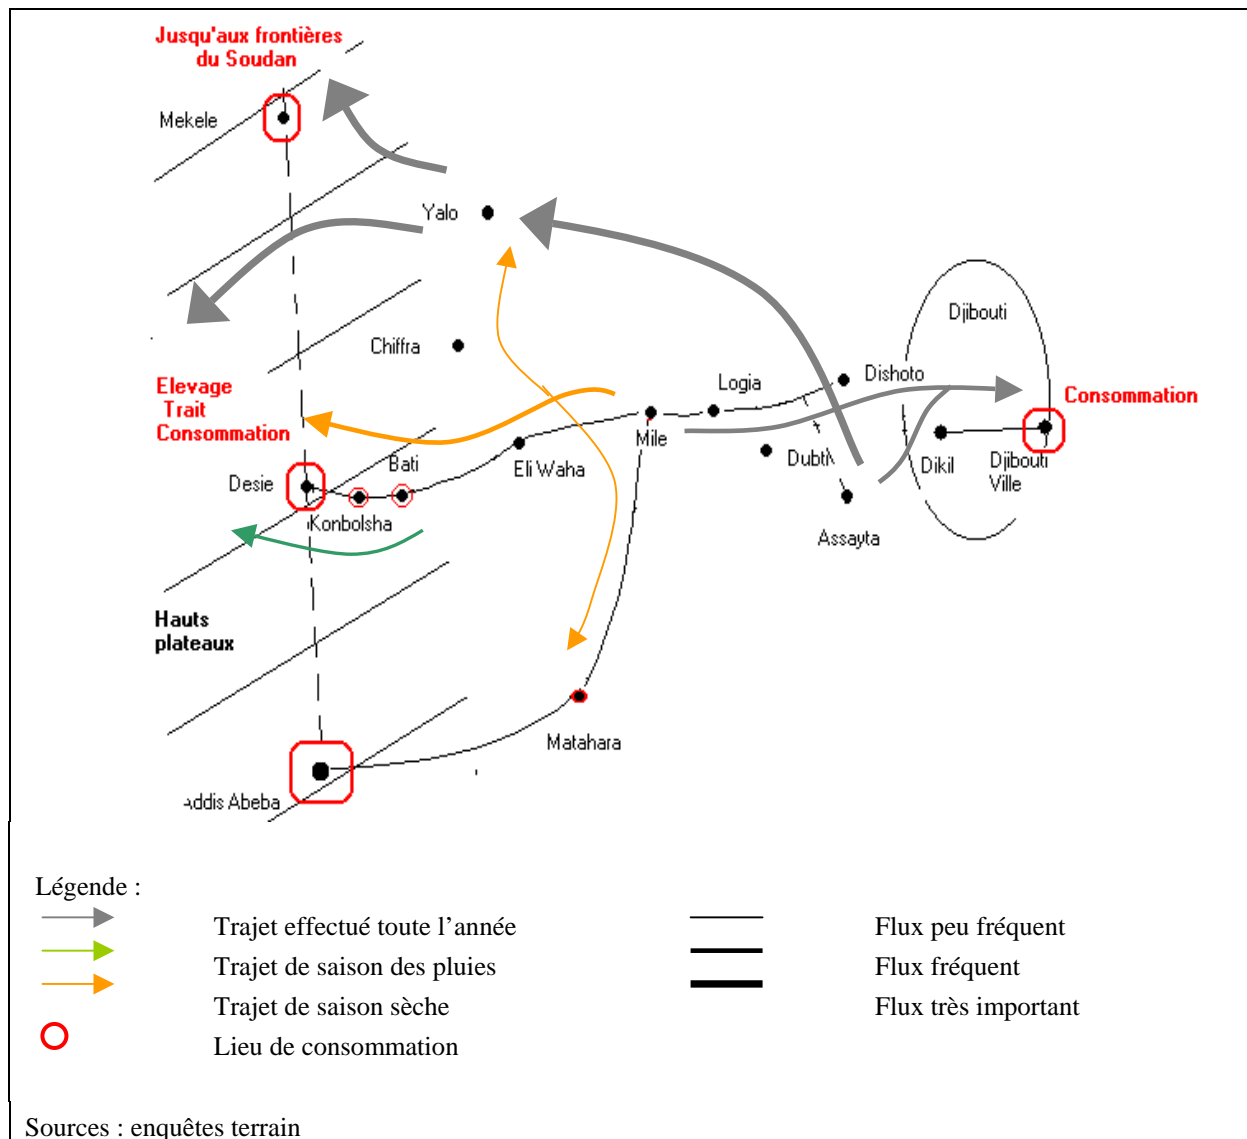 Jusqu'aux frontières
du Soudan
Mekele
Yalo
Djibouti
Chiffra
Dishoto
Logia
Elevage
Trait
Consommation
Consommation
Mile
Bati
Eli Waha
Dubti
Dikil
Djibouti
Ville
Desie
Konbolsha
Assayta
Hauts
plateaux
Matahara
Addis Abeba
Légende :
Trajet effectué toute l'année
Flux peu fréquent
Trajet de saison des pluies
Flux fréquent
Trajet de saison sèche
Flux très important
Lieu de consommation
Sources : enquêtes terrain